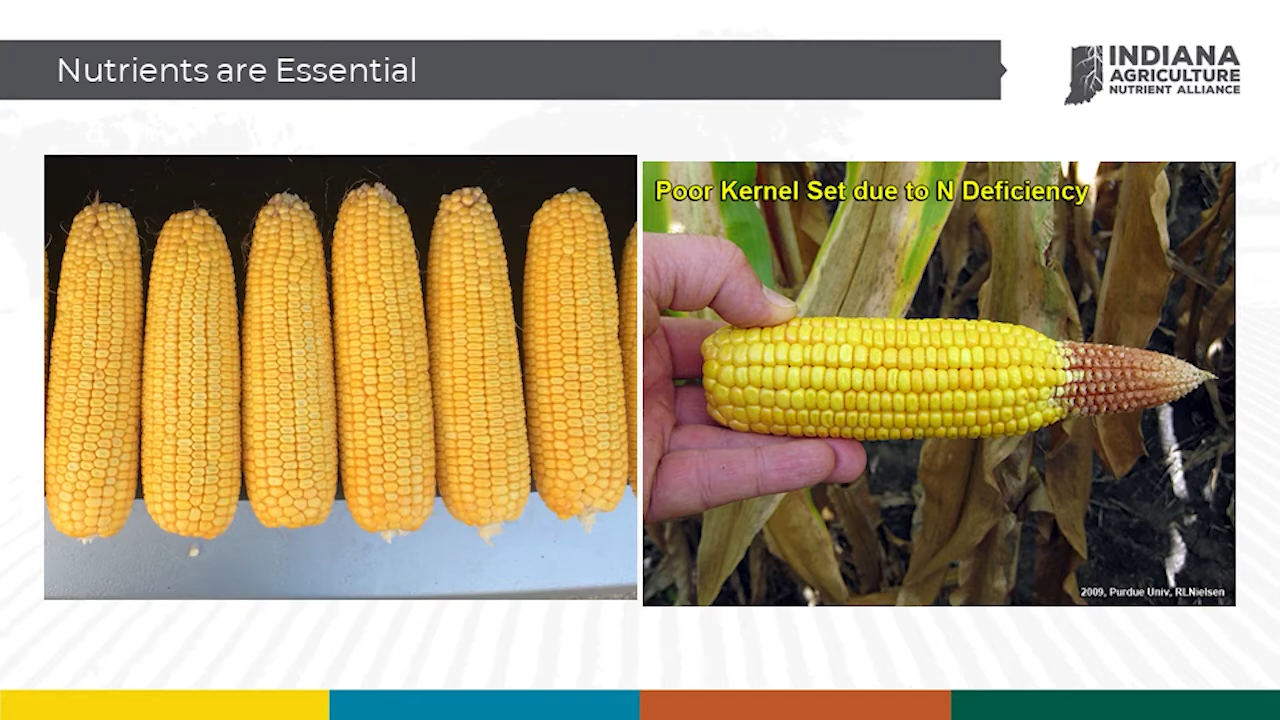 Nutrients are Essential
INDIANA
AGRICULTURE
NUTRIENT ALLIANCE
Poor Kernel Set due to N Deficiency
2009, Purdue Univ, RLNielsen